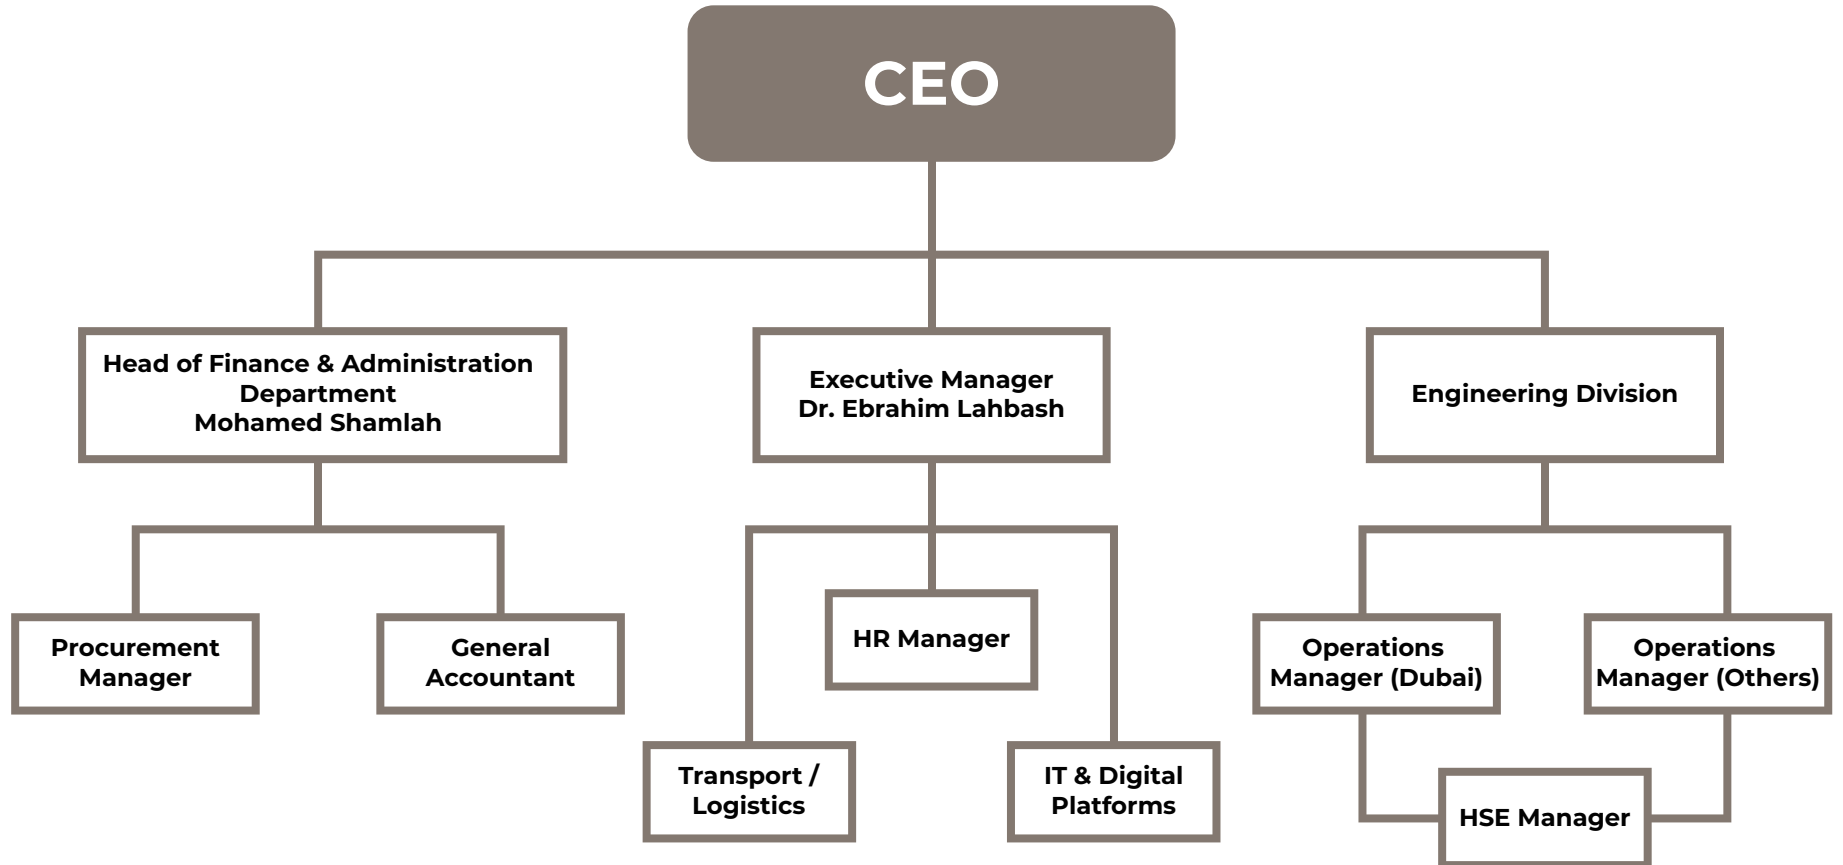 CEO
Head of Finance & Administration
Department
Mohamed Shamlah
Executive Manager
Dr. Ebrahim Lahbash
Engineering Division
Procurement
Manager
General
Accountant
HR Manager
Transport /
Logistics
IT & Digital
Platforms
Operations
Manager (Dubai)
Operations
Manager (Others)
HSE Manager